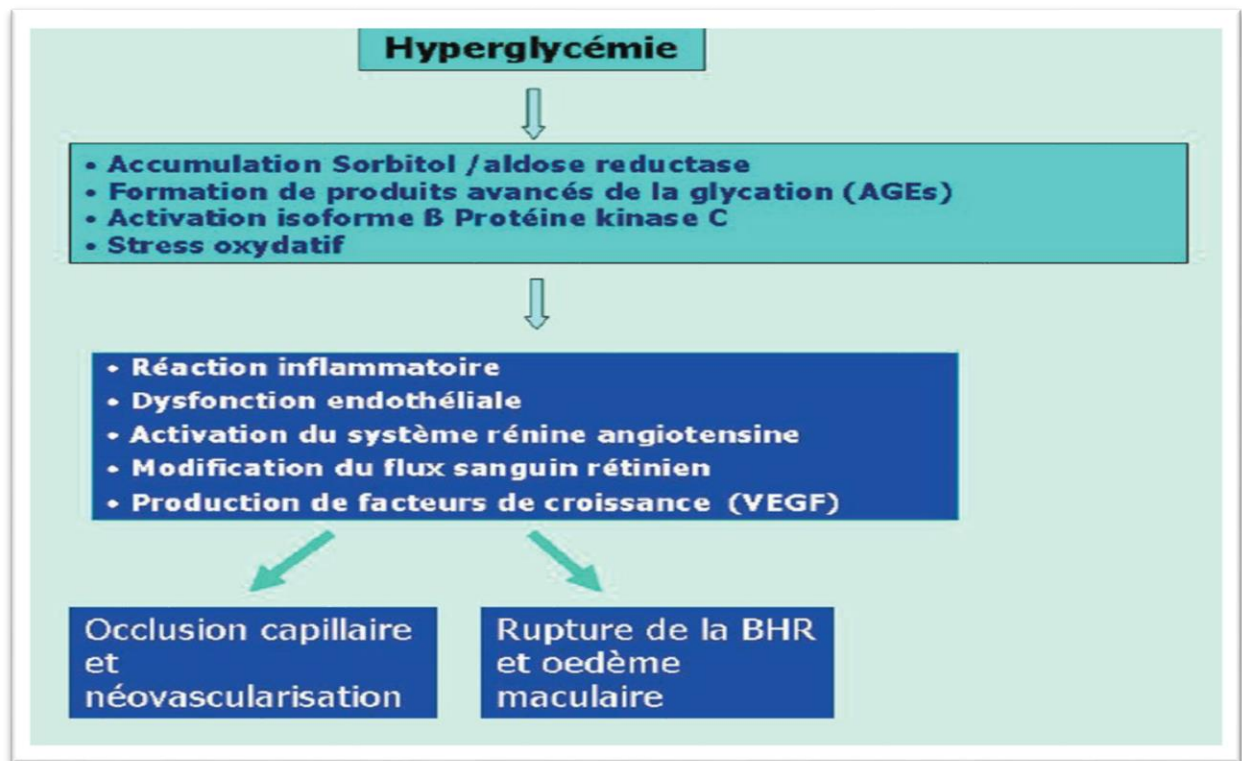 Hyperglycémie
• Accumulation Sorbitol /aldose reductase
• Formation de produits avancés de la glycation (AGEs)
• Activation isoforme ß Protéine kinase C
• Stress oxydatif
• Réaction inflammatoire
• Dysfonction endothéliale
• Activation du système rénine angiotensine
• Modification du flux sanguin rétinien
• Production de facteurs de croissance (VEGF)
Occlusion capillaire
et
néovascularisation
Rupture de la BHR
et oedème
maculaire